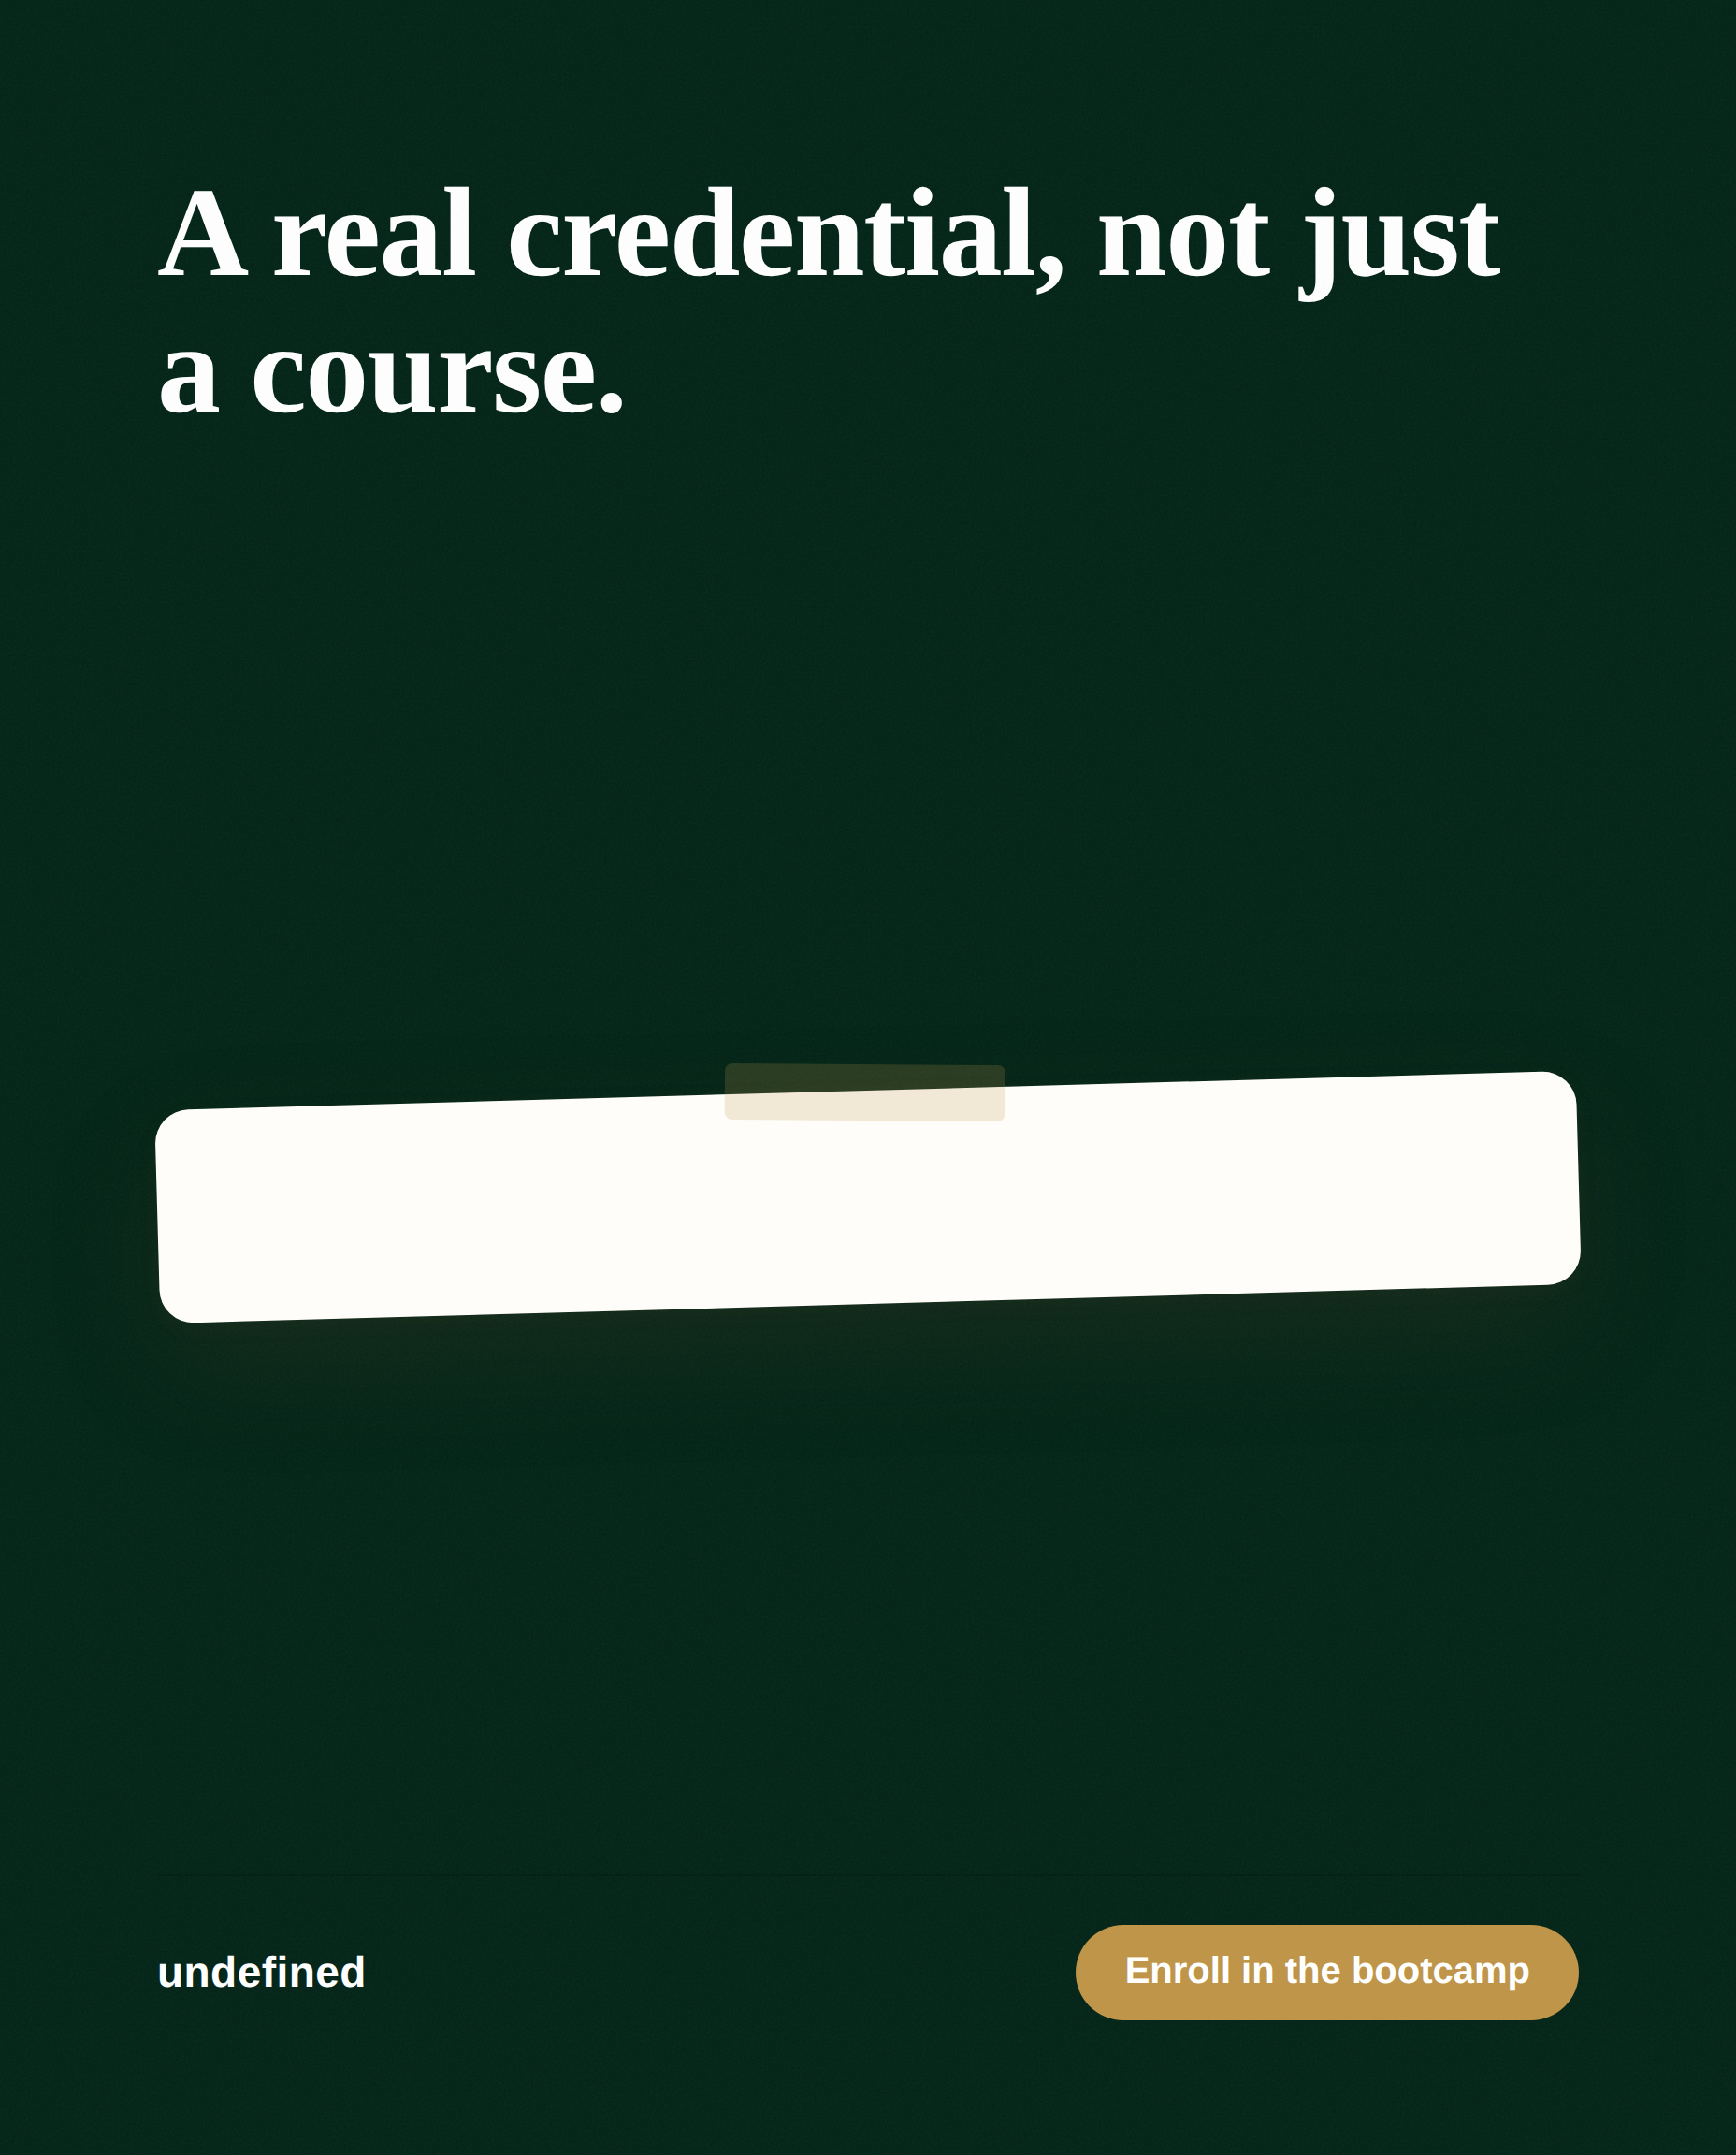 A real credential, not just
a course.
undefined
Enroll in the bootcamp